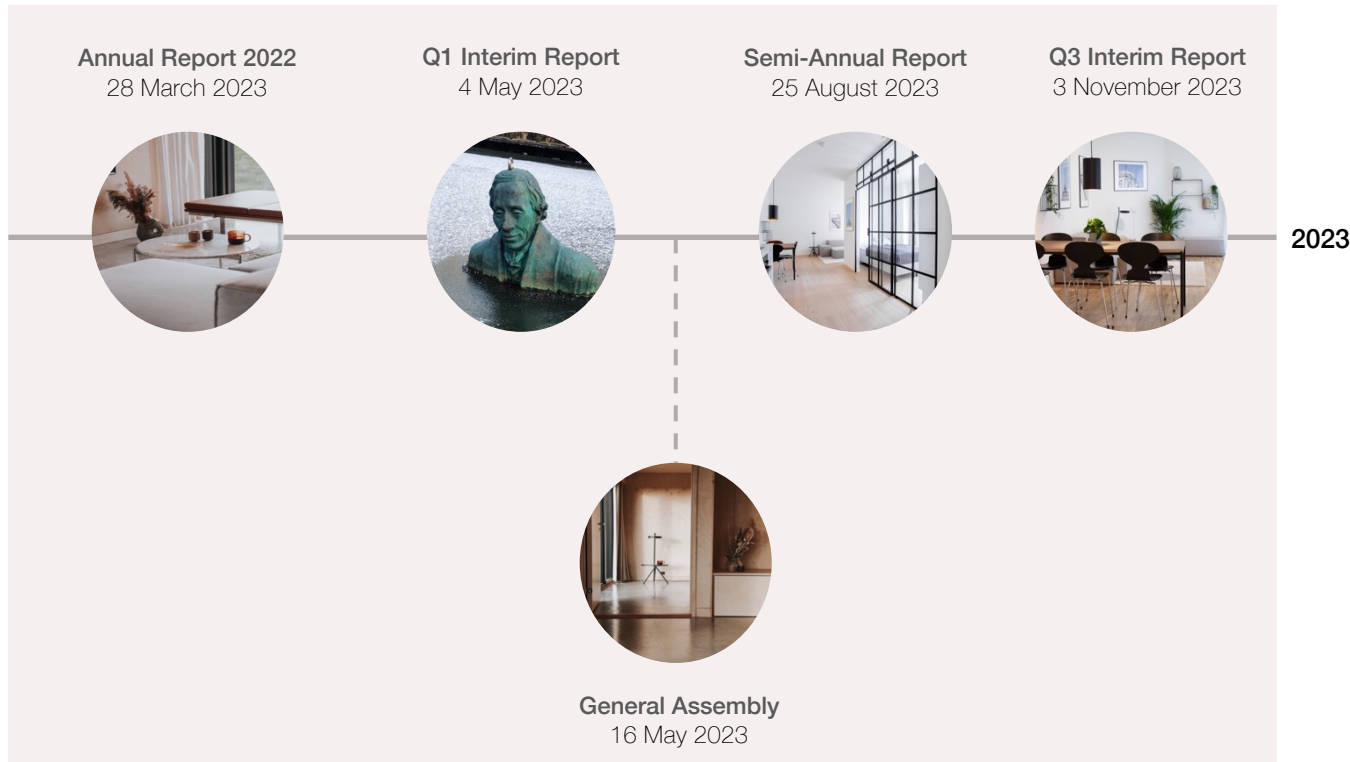 Annual Report 2022
28 March 2023
Q1 Interim Report
4 May 2023
Semi-Annual Report
25 August 2023
Q3 Interim Report
3 November 2023
2023
General Assembly
16 May 2023